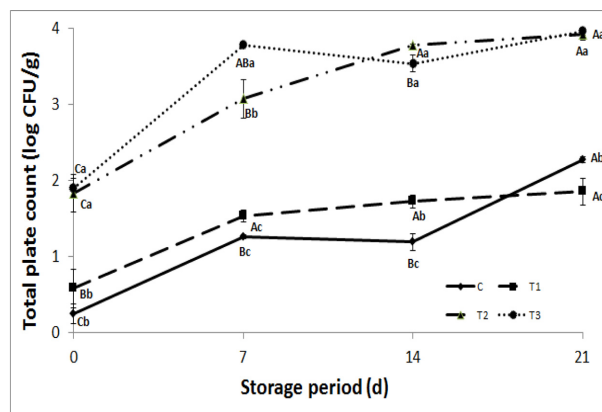 Total plate count (log CFU/g)
4
3
2
1
0
Ca
Ca
Bb
Cb
ABa
Bb
Ac
Bc
Aa
Ba
Ab
Bc
Aa
Aa
Ab
Ac
C
T1
T2
T3
0 7 14 21
Storage period (d)